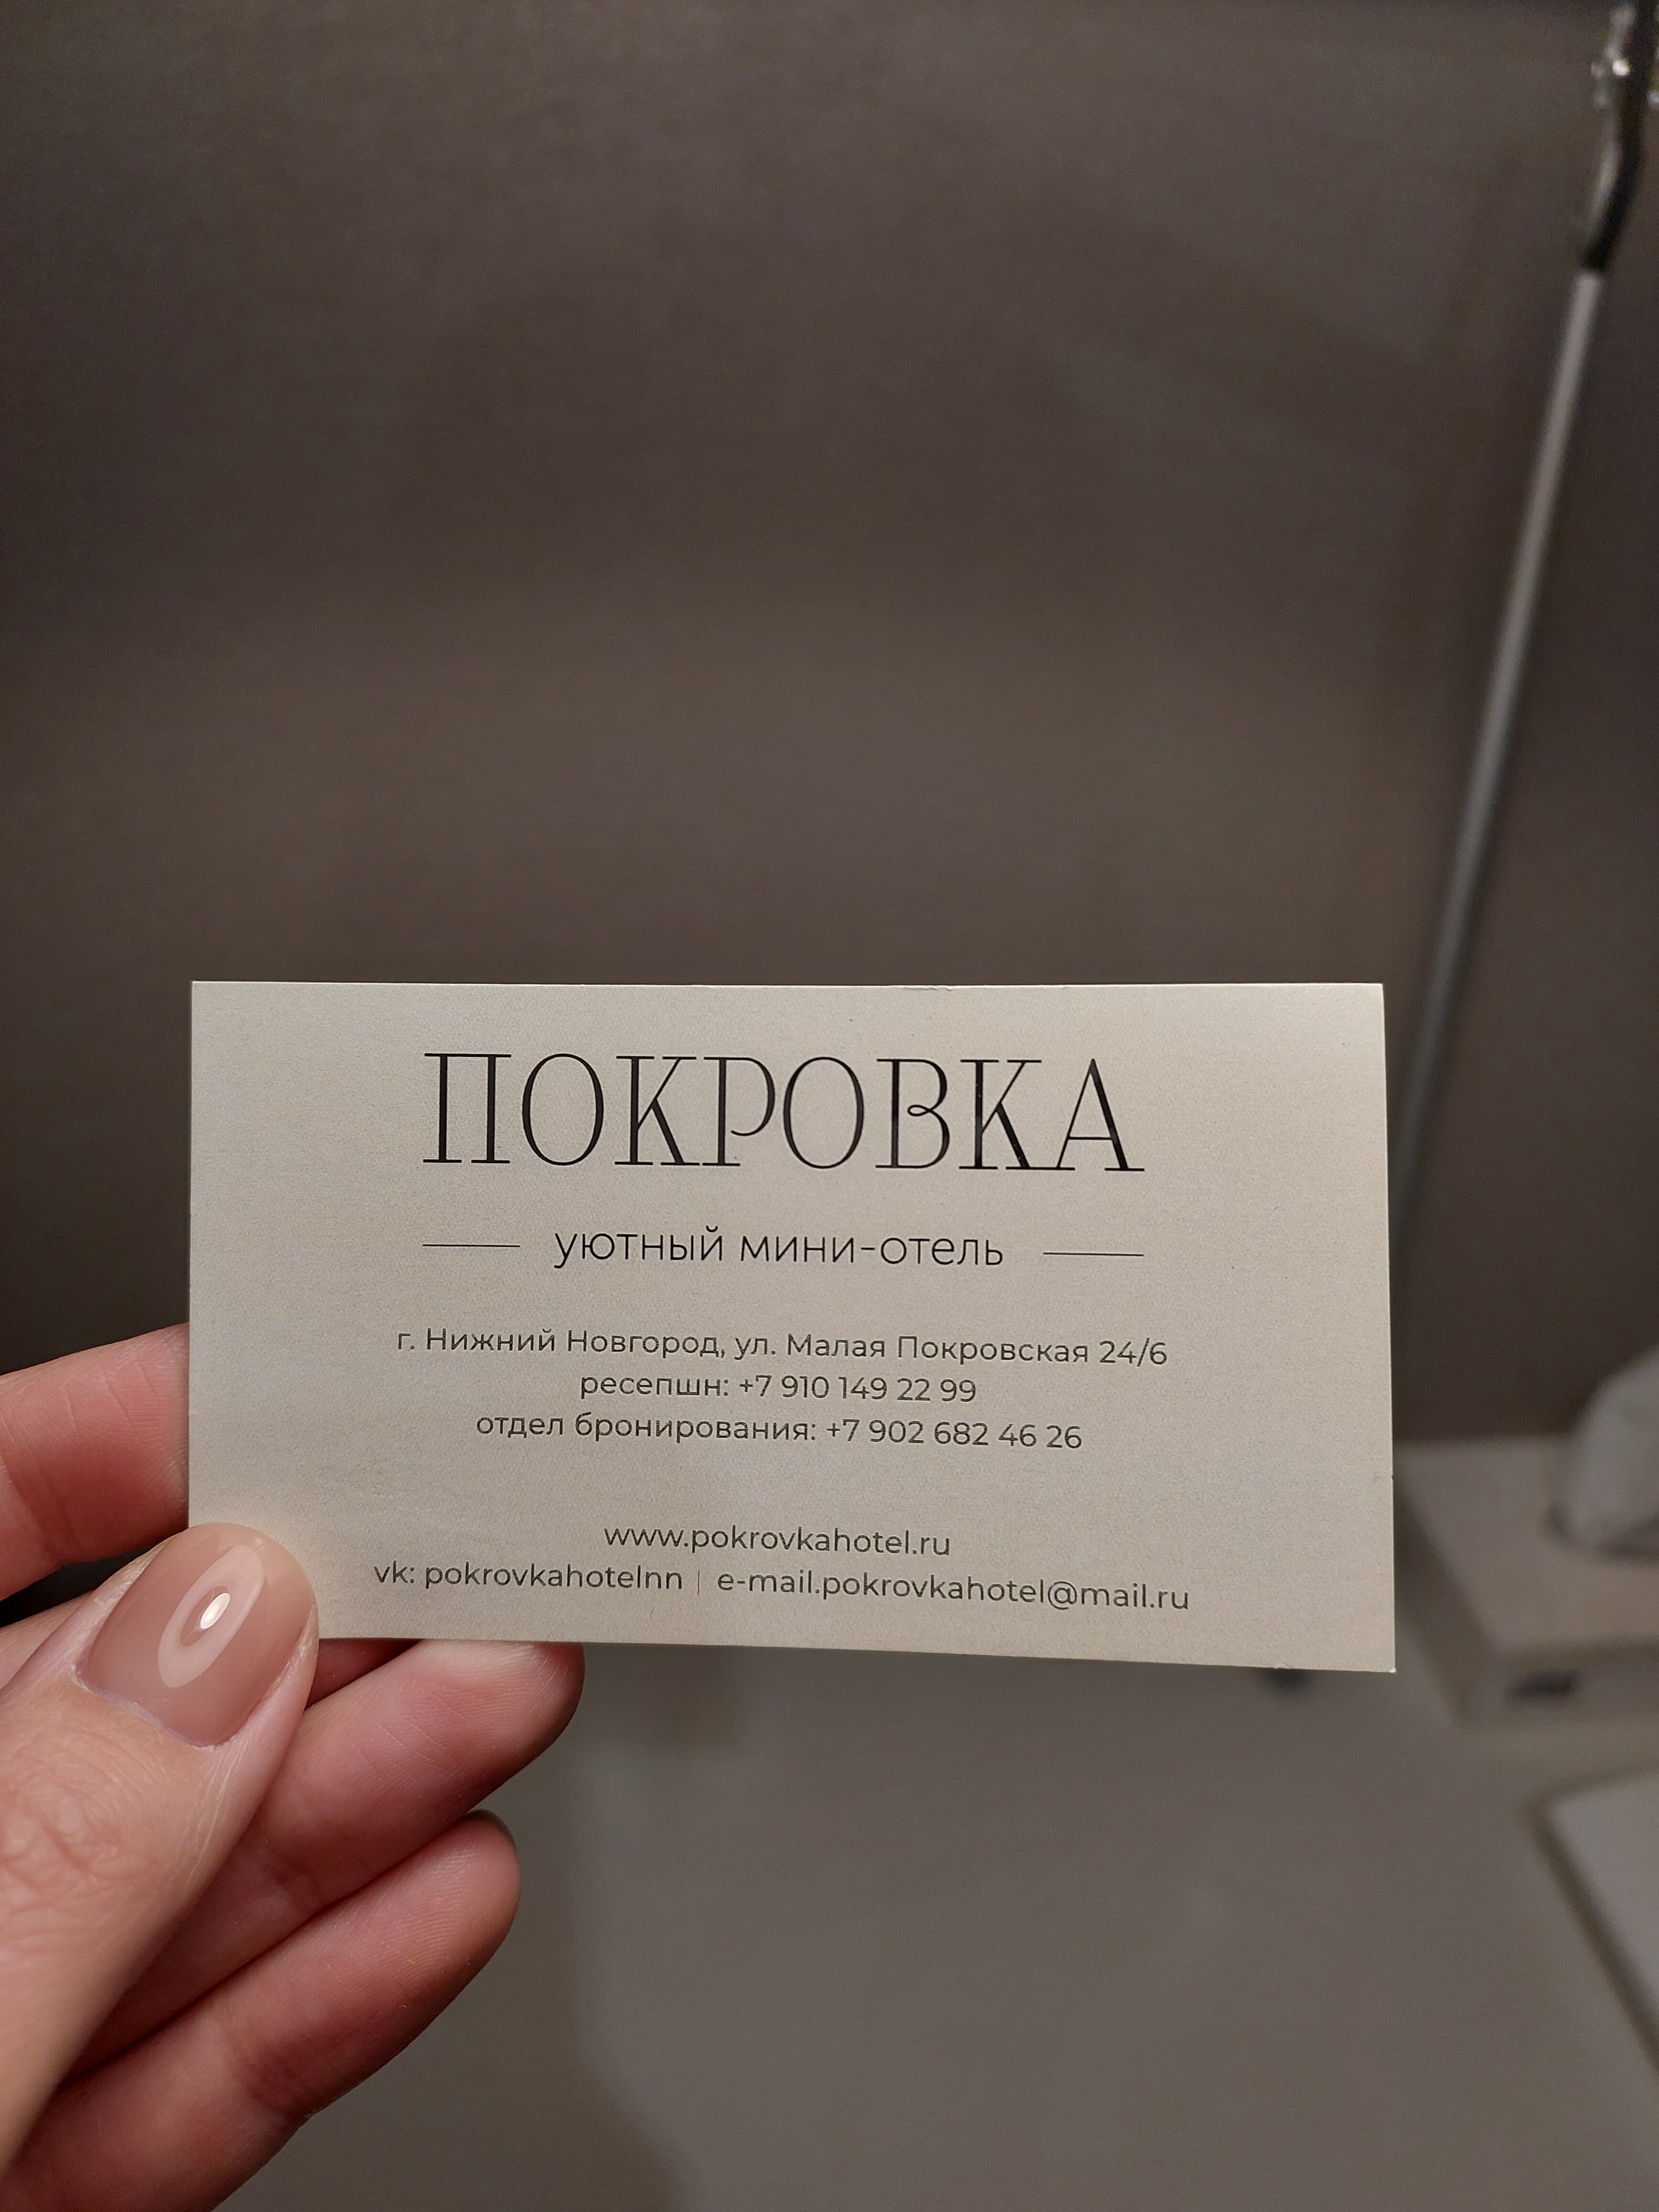 ПОКРОВКА
уютный мини-отель
г. Нижний Новгород, ул. Малая Покровская 24/6
ресепшн: +7 910 149 22 99
отдел бронирования: +7 902 682 46 26
www.pokrovkahotel.ru
vk: pokrovkahotelnn | e-mail.pokrovkahotel@mail.ru